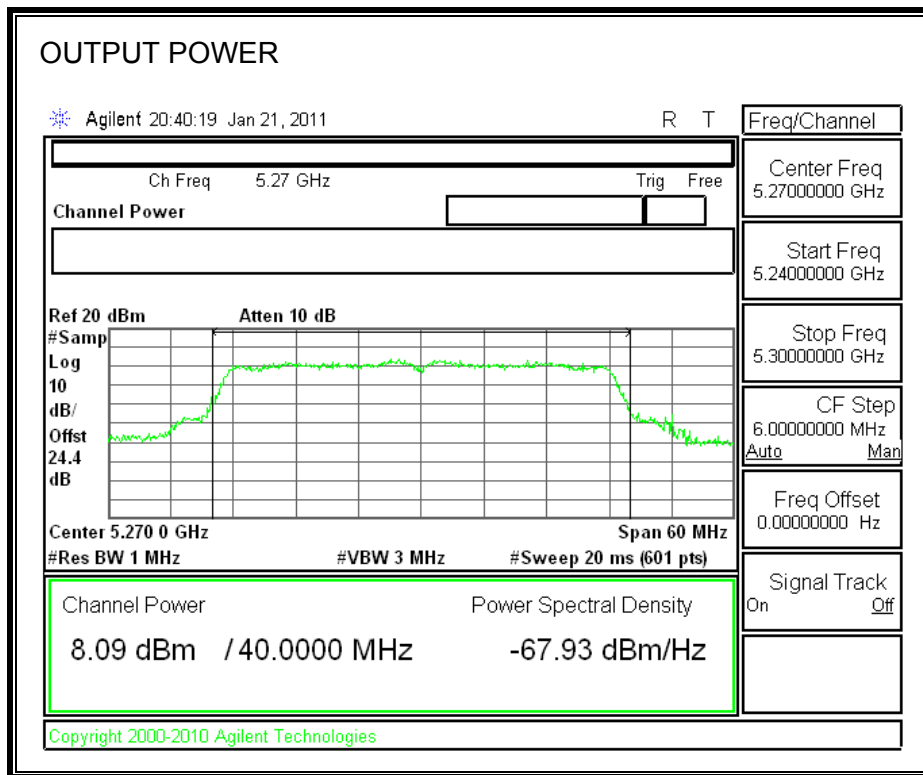 OUTPUT POWER
Agilent 20:40:19 Jan 21, 2011 R T
Freq/Channel
Ch Freq 5.27 GHz Trig Free
Channel Power
Center Freq
5.27000000 GHz
Start Freq
5.24000000 GHz
Stop Freq
5.30000000 GHz
CF Step
6.00000000 MHz
Auto Man
Freq Offset
0.00000000 Hz
Signal Track
On Off
Ref 20 dBm Atten 10 dB
#Samp
Log
10
dB/
Offst
24.4
dB
Center 5.270 0 GHz Span 60 MHz
#Res BW 1 MHz #VBW 3 MHz #Sweep 20 ms (601 pts)
Channel Power Power Spectral Density
8.09 dBm / 40.0000 MHz -67.93 dBm/Hz
Copyright 2000-2010 Agilent Technologies